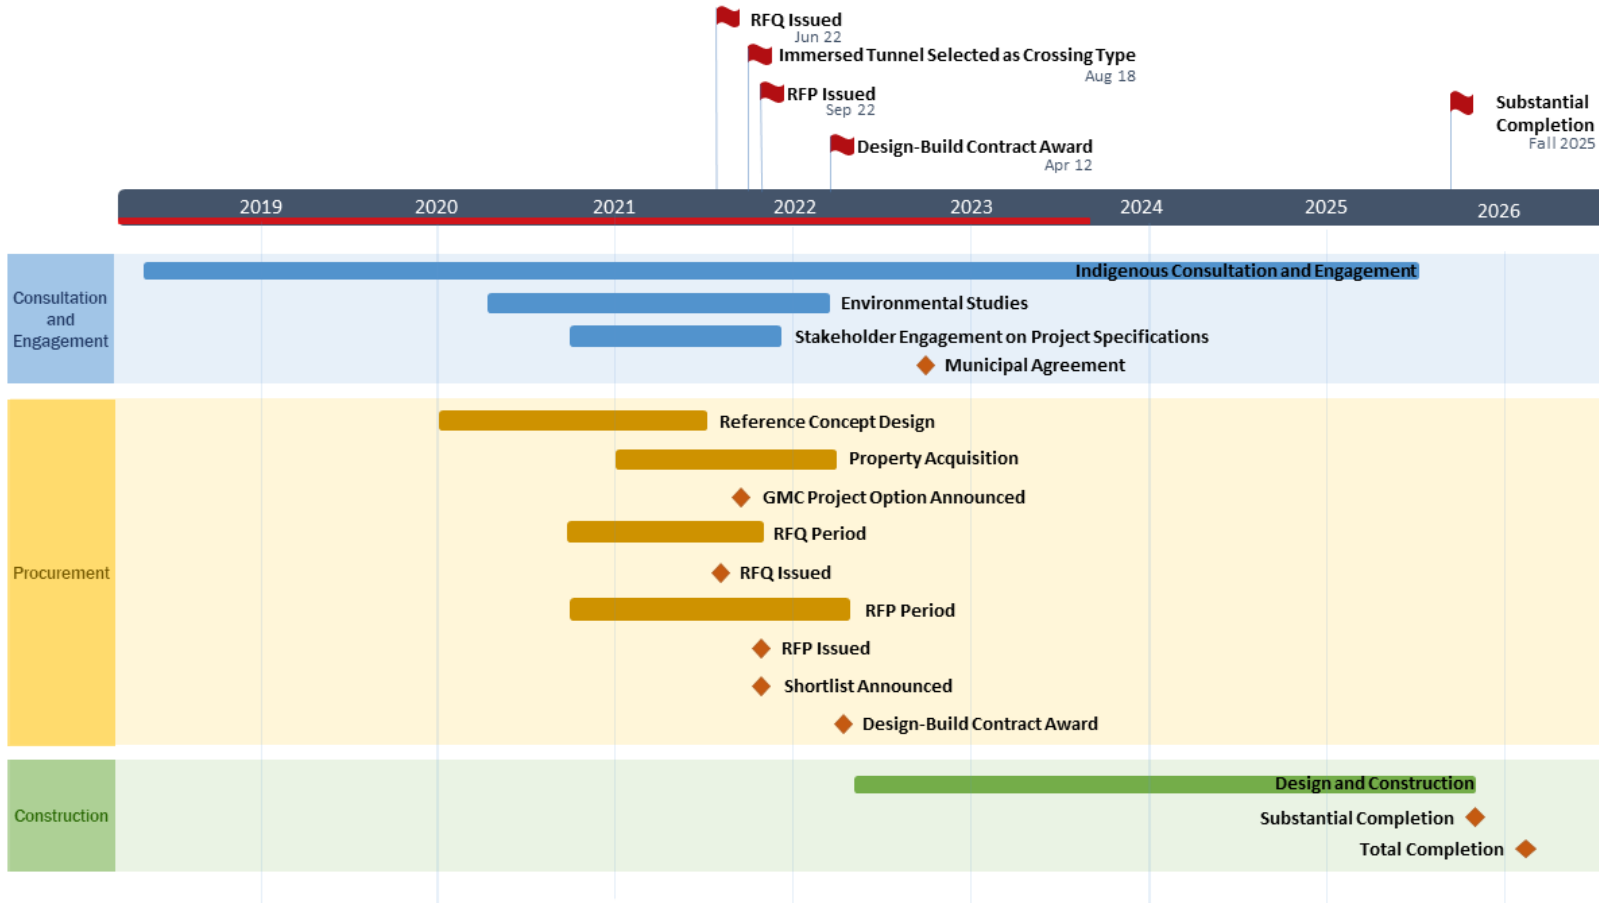 RFQ Issued
Jun 22
Immersed Tunnel Selected as Crossing Type
Aug 18
RFP Issued
Sep 22
Design-Build Contract Award
Apr 12
Substantial
Completion
Fall 2025
2019 2020 2021 2022 2023 2024 2025 2026
Consultation
and
Engagement
Indigenous Consultation and Engagement
Environmental Studies
Stakeholder Engagement on Project Specifications
Municipal Agreement
Procurement
Reference Concept Design
Property Acquisition
GMC Project Option Announced
RFQ Period
RFQ Issued
RFP Period
RFP Issued
Shortlist Announced
Design-Build Contract Award
Construction
Design and Construction
Substantial Completion
Total Completion